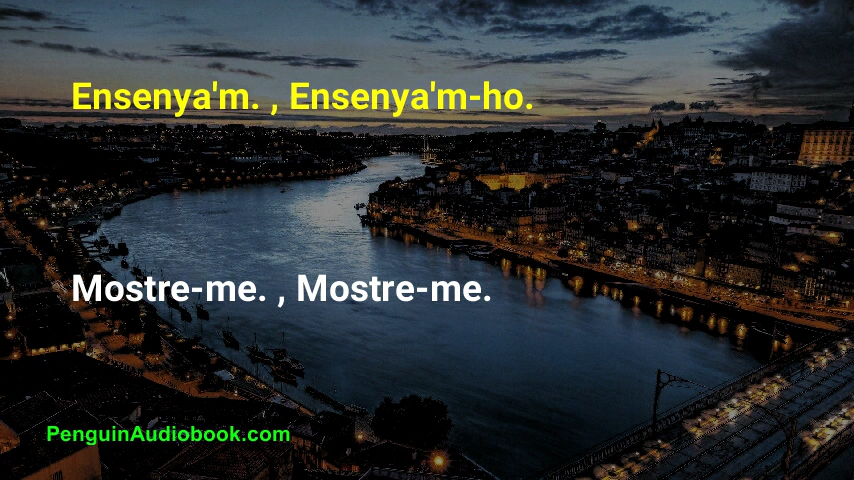 Ensenya'm. , Ensenya'm-ho.
Mostre-me. , Mostre-me.
PenguinAudiobook.com